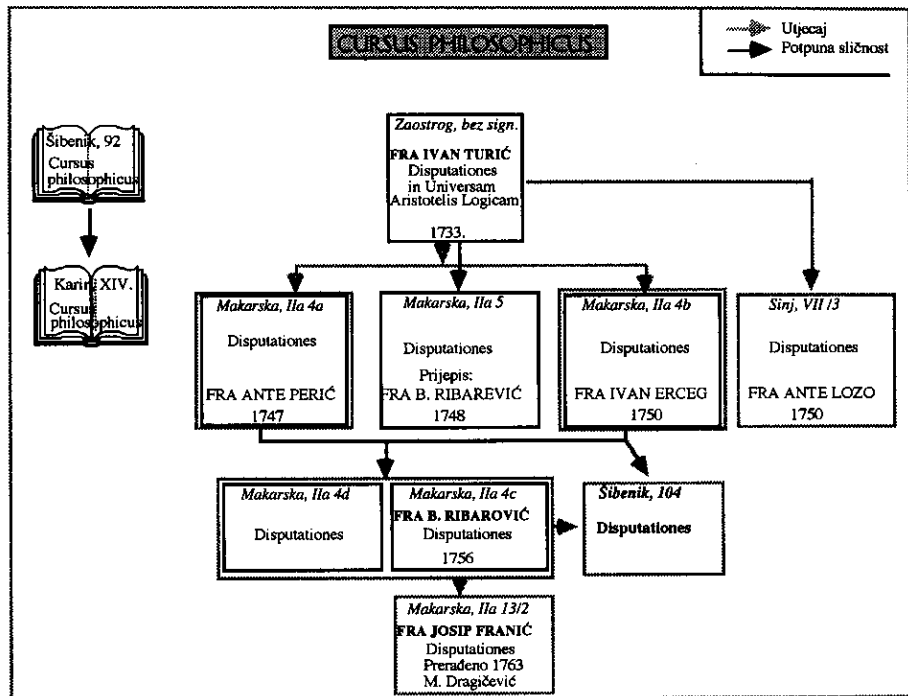 CURSUS PHILOSOPHICUS
Utjecaj
Potpuna sličnost
Šibenik, 92
Cursus
philosophicus
Karin XIV.
Cursus
philosophicus
Zaostrog, bez sign.
FRA IVAN TURIĆ
Disputationes
in Universam
Aristotelis Logicam
1733.
Makarska, IIa 4a
Disputationes
FRA ANTE PERIĆ
1747
Makarska, IIa 5
Disputationes
Prijepis:
FRA B. RIBAREVIĆ
1748
Makarska, IIa 4b
Disputationes
FRA IVAN ERCEG
1750
Sinj, VII /3
Disputationes
FRA ANTE LOZO
1750
Makarska, IIa 4d
Disputationes
Makarska, IIa 4c
FRA B. RIBAROVIĆ
Disputationes
1756
Šibenik, 104
Disputationes
Makarska, IIa 13/2
FRA JOSIP FRANIĆ
Disputationes
Prerađeno 1763
M. Dragičević